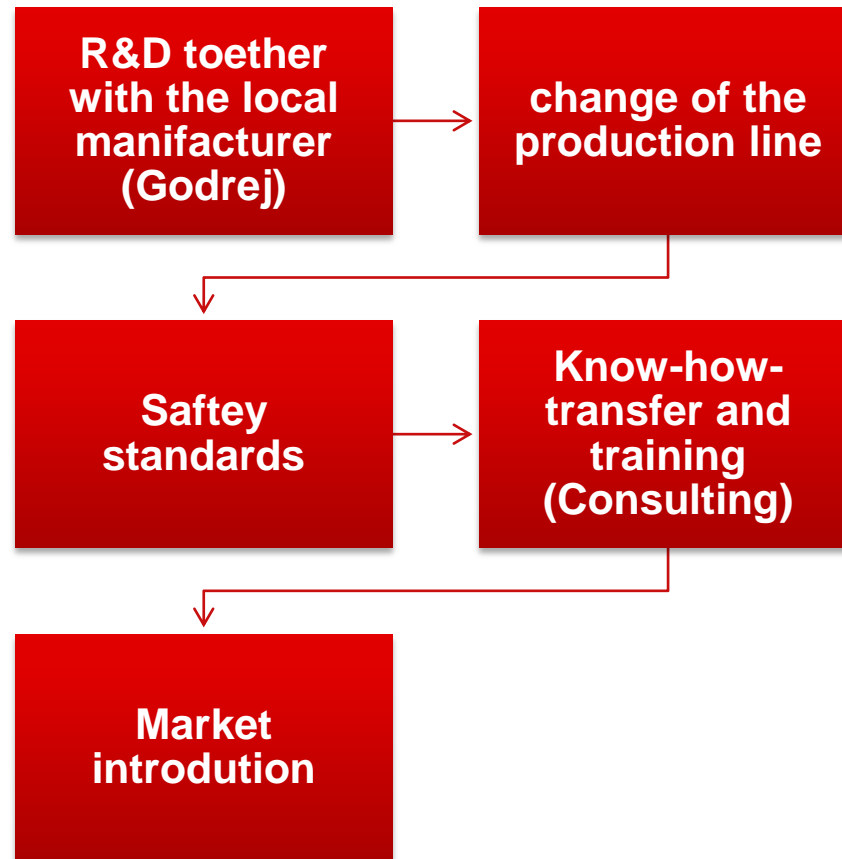 R&D toether
with the local
manifacturer
(Godrej)
change of the
production line
Saftey
standards
Know-how-
transfer and
training
(Consulting)
Market
introdution